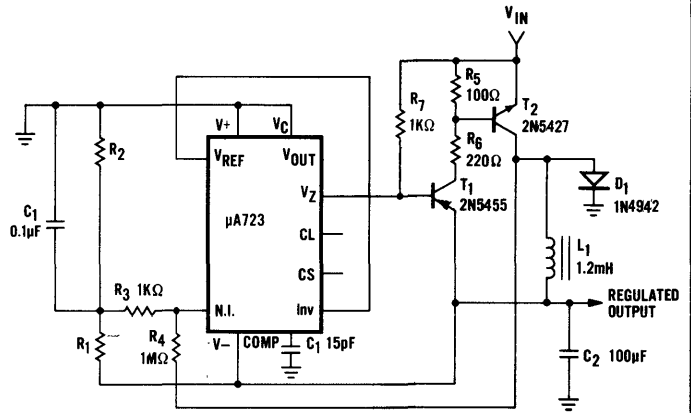 VIN
R5
100Ω
R7
1KΩ
T2
2N5427
V+
VC
R2
R6
220Ω
VREF
VOUT
VZ
T1
2N5455
D1
1N4942
C1
0.1µF
µA723
CL
CS
L1
1.2mH
R3 1KΩ
N.I.
Inv
REGULATED
OUTPUT
R1
R4
1MΩ
V-
COMP
C1 15pF
C2 100µF